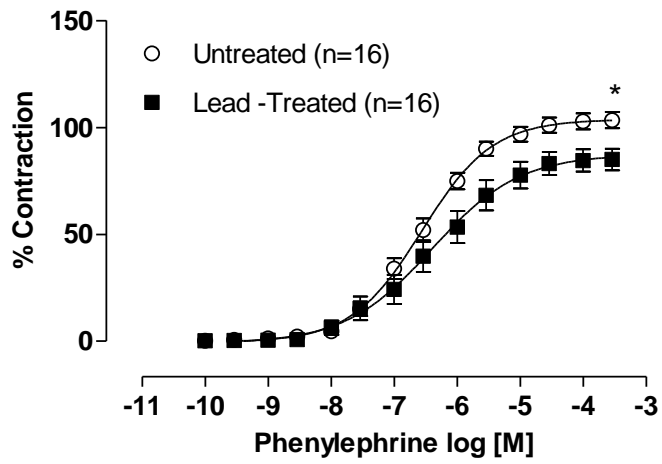 150
Untreated (n=16)
*
Lead -Treated (n=16)
100
% Contraction
50
0
-11 -10 -9 -8 -7 -6 -5 -4 -3
Phenylephrine log [M]